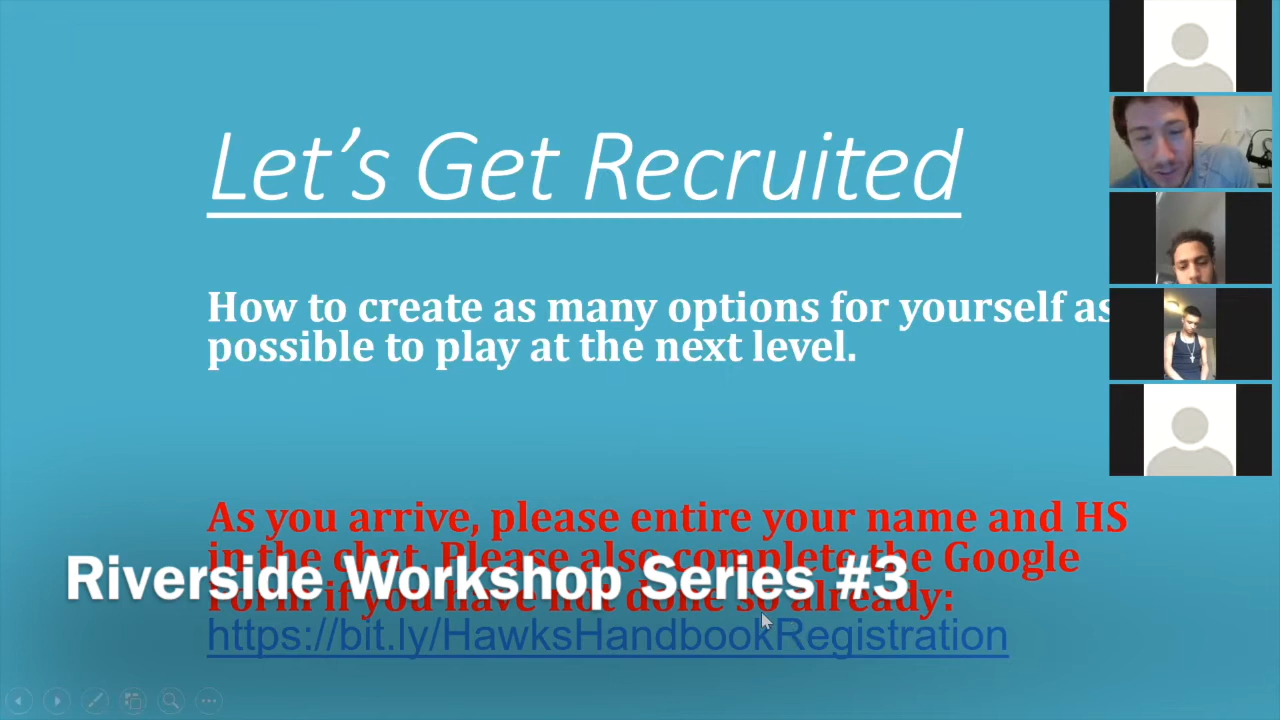 Let's Get Recruited
How to create as many options for yourself as
possible to play at the next level.
As you arrive, please entire your name and HS
in the chat. Please also complete the Google
Form if you have not done so already:
Riverside Workshop Series #3
https://bit.ly/HawksHandbookRegistration